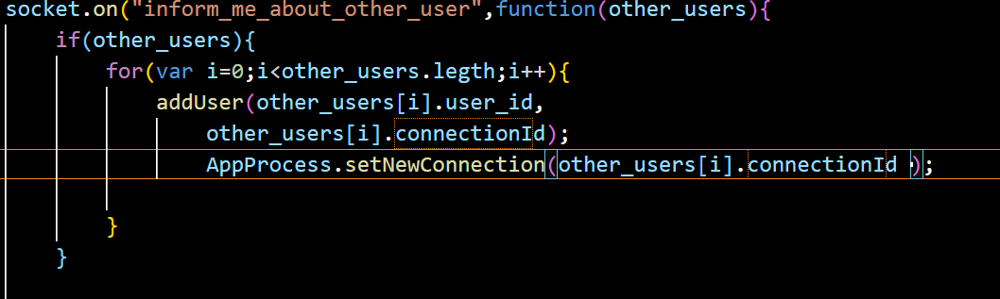 socket.on("inform_me_about_other_user",function(other_users){
if(other_users){
for(var i=0;i<other_users.legth;i++){
addUser(other_users[i].user_id,
other_users[i].connectionId);
AppProcess.setNewConnection(other_users[i].connectionId );
}
}